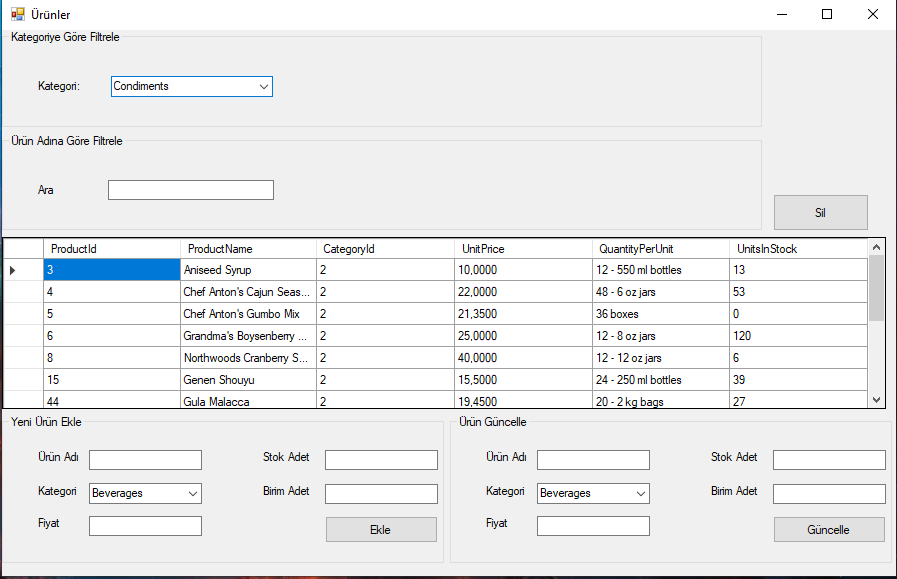 Ürünler
Kategoriye Göre Filtrele
Kategori: Condiments
Ürün Adına Göre Filtrele
Ara
Sil
ProductId ProductName CategoryId UnitPrice QuantityPerUnit UnitsInStock
3 Aniseed Syrup 2 10,0000 12 - 550 ml bottles 13
4 Chef Anton's Cajun Seas... 2 22,0000 48 - 6 oz jars 53
5 Chef Anton's Gumbo Mix 2 21,3500 36 boxes 0
6 Grandma's Boysenberry ... 2 25,0000 12 - 8 oz jars 120
8 Northwoods Cranberry S... 2 40,0000 12 - 12 oz jars 6
15 Genen Shouyu 2 15,5000 24 - 250 ml bottles 39
44 Gula Malacca 2 19,4500 20 - 2 kg bags 27
Yeni Ürün Ekle
Ürün Adı Stok Adet
Kategori Beverages Birim Adet
Fiyat Ekle
Ürün Güncelle
Ürün Adı Stok Adet
Kategori Beverages Birim Adet
Fiyat Güncelle